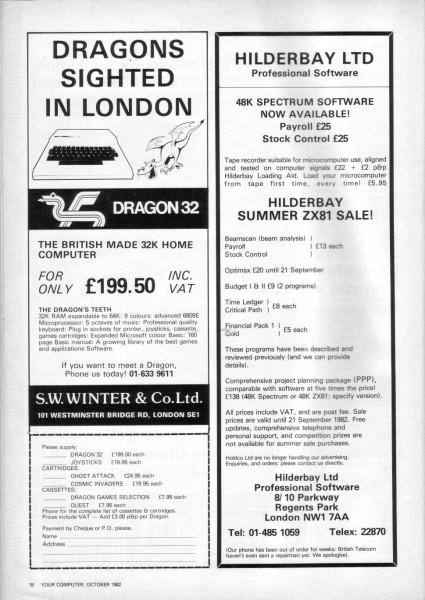 DRAGONS
SIGHTED
IN LONDON
DRAGON 32
THE BRITISH MADE 32K HOME
COMPUTER
FOR
ONLY £199.50 INC.
VAT
THE DRAGON'S TEETH
32K RAM expandable to 64K: 9 colours: advanced 6809E
Microprocessor: 5 octaves of music: Professional quality
keyboard: Plug in sockets for printer, joysticks, cassette,
games cartridges: Expanded Microsoft colour Basic: 160
page Basic manual: A growing library of the best games
and applications Software.
If you want to meet a Dragon,
Phone us today! 01-633 9611
S.W. WINTER & Co. Ltd.
101 WESTMINSTER BRIDGE RD, LONDON SE1
Please supply:
DRAGON 32 £199.50 each
JOYSTICKS £19.95 each
CARTRIDGES:
GHOST ATTACK £24.95 each
COSMIC INVADERS £19.95 each
CASSETTES:
DRAGON GAMES SELECTION £7.95 each
QUEST £7.95 each
Phone for the complete list of cassettes & cartridges.
Prices include VAT – Add £3.00 p&p per Dragon.
Payment by Cheque or P.O. please.
Name
Address
HILDERBAY LTD
Professional Software
48K SPECTRUM SOFTWARE
NOW AVAILABLE!
Payroll £25
Stock Control £25
Tape recorder suitable for microcomputer use, aligned
and tested on computer signals £22 + £2 p&p
Hilderbay Loading Aid. Load your microcomputer
from tape first time, every time! £5.95
HILDERBAY
SUMMER ZX81 SALE!
Beamscan (beam analysis) )
Payroll ) £13 each
Stock Control )
Optimax £20 until 21 September
Budget I & II £9 (2 programs)
Time Ledger )
Critical Path ) £8 each
Financial Pack 1 )
Gold ) £5 each
These programs have been described and
reviewed previously (and we can provide
details).
Comprehensive project planning package (PPP),
comparable with software at five times the price!
£138 (48K Spectrum or 48K ZX81: specify version).
All prices include VAT, and are post fee. Sale
prices are valid until 21 September 1982. Free
updates, comprehensive telephone and
personal support, and competition prizes are
not available for summer sale purchases.
Holdco Ltd are no longer handling our advertising.
Enquiries, and orders: please contact us directly.
Hilderbay Ltd
Professional Software
8/10 Parkway
Regents Park
London NW1 7AA
Tel: 01-485 1059 Telex: 22870
(Our phone has been out of order for weeks: British Telecom
haven't even sent a repairman yet. We apologise).
18 YOUR COMPUTER, OCTOBER 1982